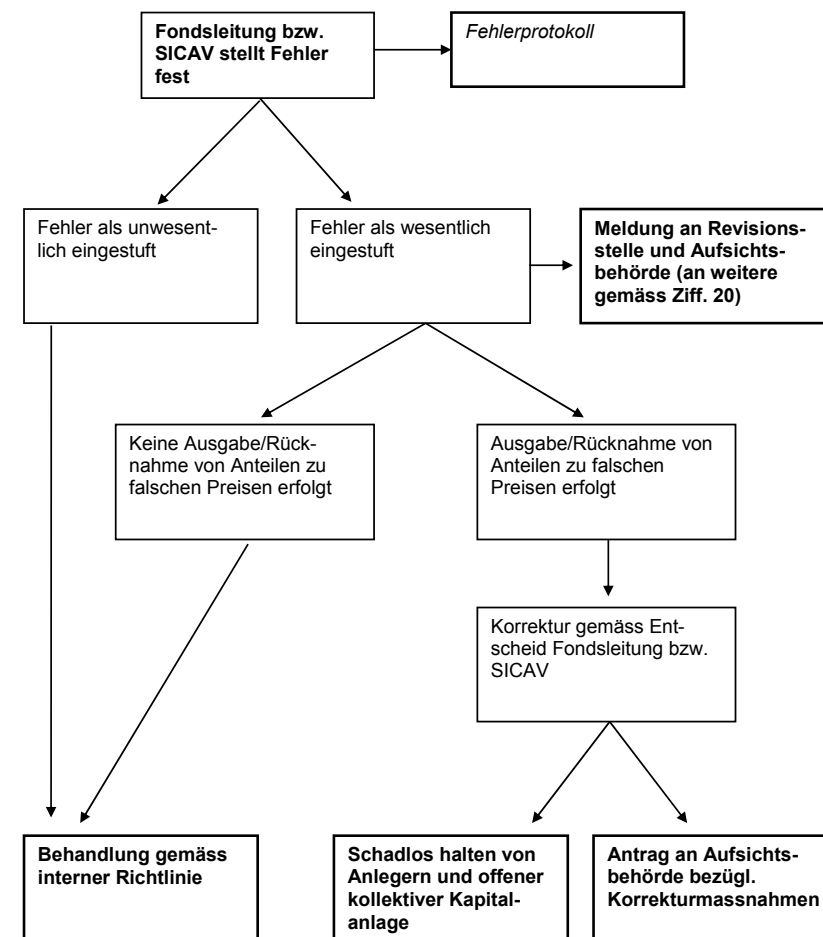 Fondsleitung bzw.
SICAV stellt Fehler
fest
Fehlerprotokoll
Fehler als unwesent-
lich eingestuft
Fehler als wesentlich
eingestuft
Meldung an Revisions-
stelle und Aufsichts-
behörde (an weitere
gemäss Ziff. 20)
Keine Ausgabe/Rück-
nahme von Anteilen zu
falschen Preisen erfolgt
Ausgabe/Rücknahme von
Anteilen zu falschen
Preisen erfolgt
Korrektur gemäss Ent-
scheid Fondsleitung bzw.
SICAV
Behandlung gemäss
interner Richtlinie
Schadlos halten von
Anlegern und offener
kollektiver Kapital-
anlage
Antrag an Aufsichts-
behörde bezügl.
Korrekturmassnahmen